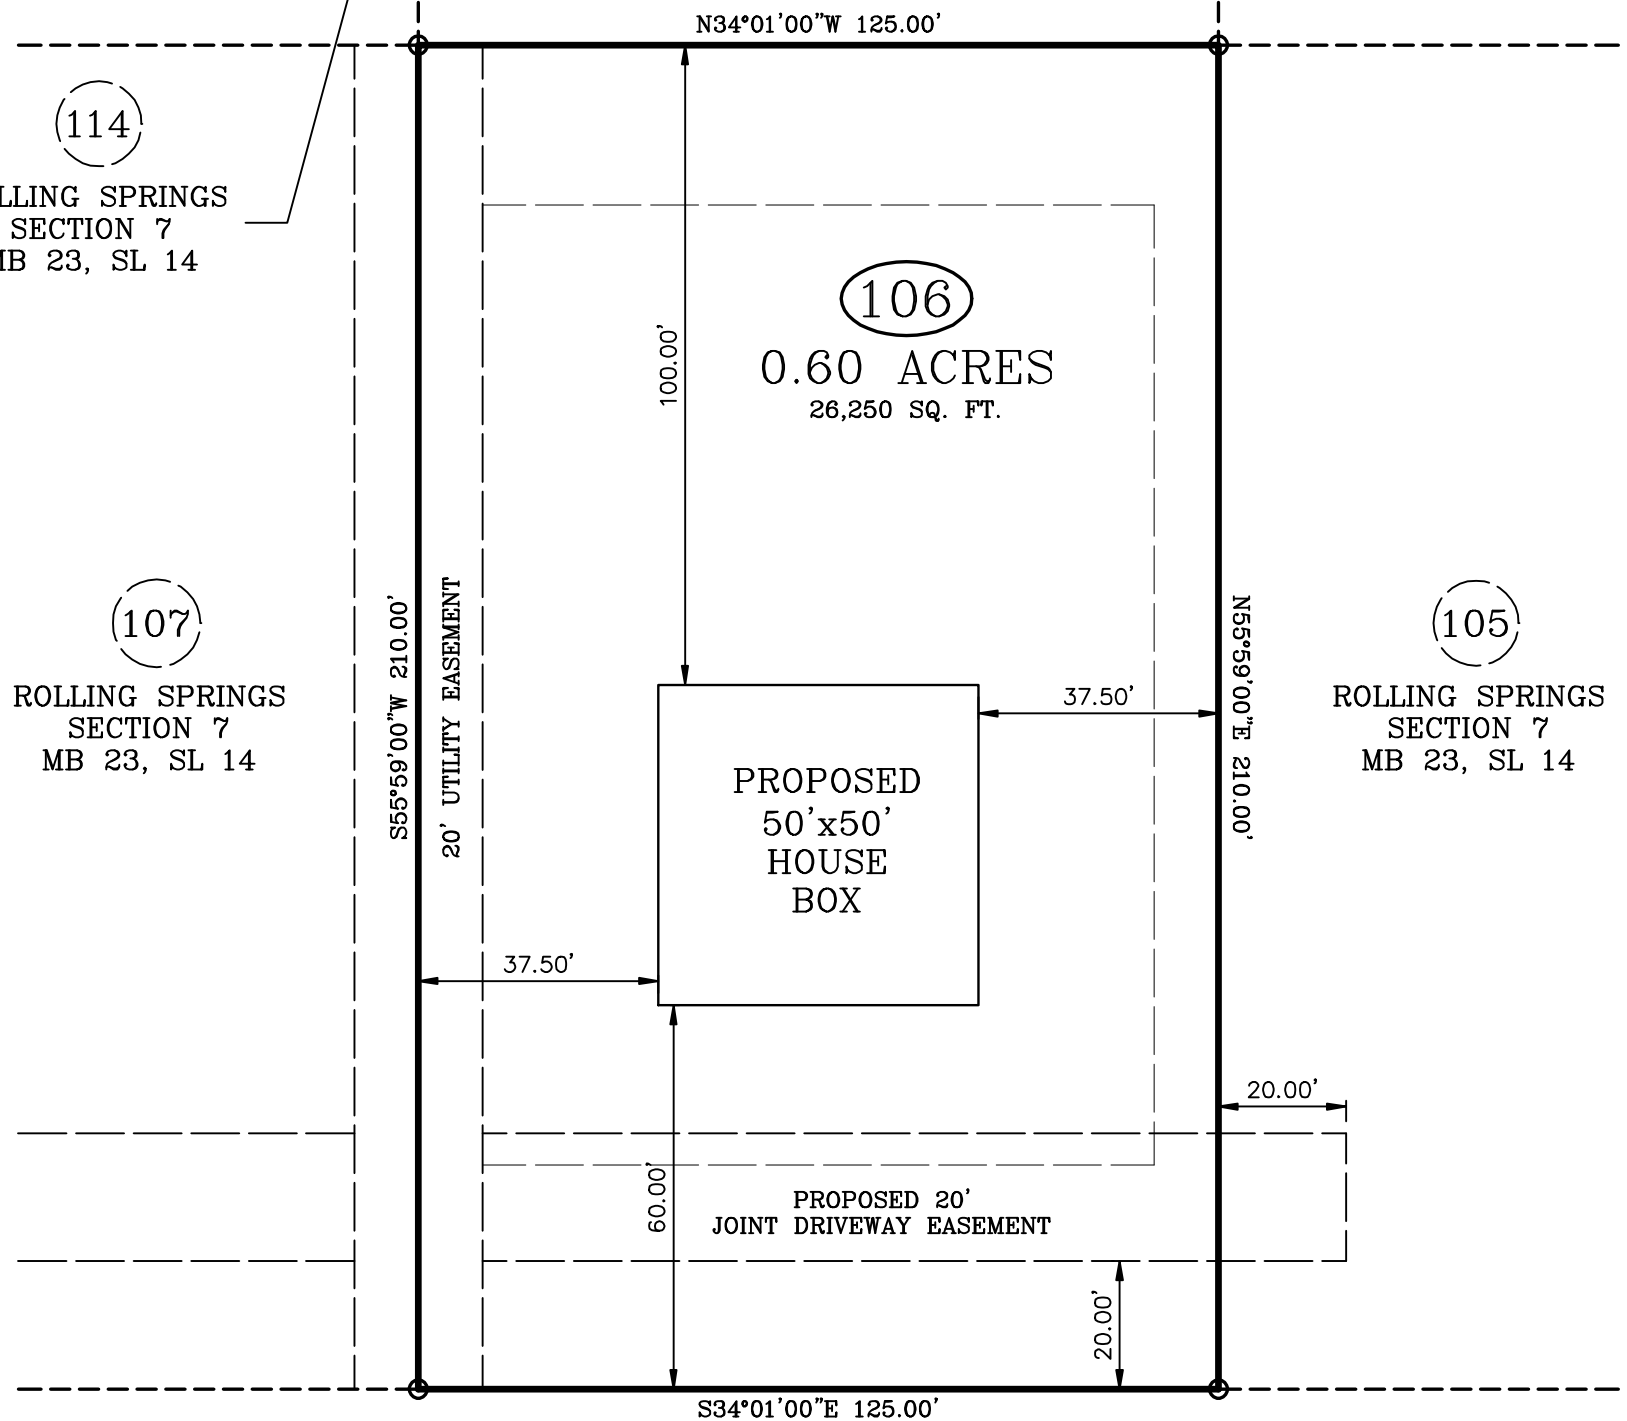 N34°01'00"W 125.00'
114
LLING SPRINGS
SECTION 7
MB 23, SL 14
106
0.60 ACRES
26,250 SQ. FT.
100.00'
107
ROLLING SPRINGS
SECTION 7
MB 23, SL 14
S55°59'00"W 210.00'
20' UTILITY EASEMENT
37.50'
N55°59'00"E 210.00'
105
ROLLING SPRINGS
SECTION 7
MB 23, SL 14
PROPOSED
50'x50'
HOUSE
BOX
37.50'
20.00'
60.00'
PROPOSED 20'
JOINT DRIVEWAY EASEMENT
20.00'
S34°01'00"E 125.00'